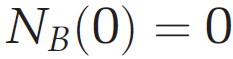 N_B(0) = 0